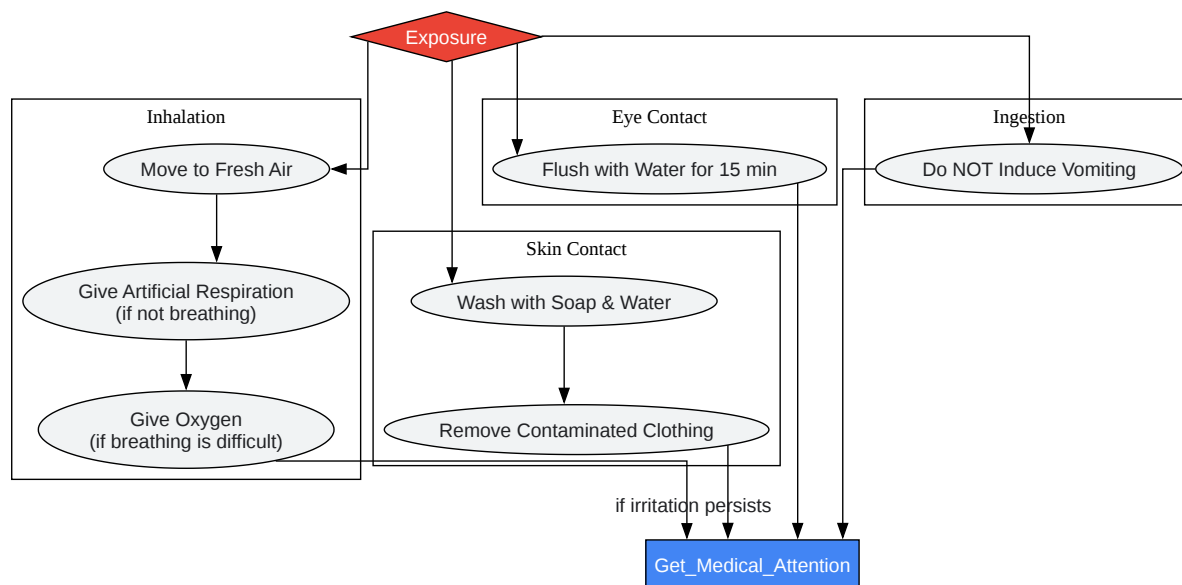 Exposure
Inhalation
Move to Fresh Air
Give Artificial Respiration
(if not breathing)
Give Oxygen
(if breathing is difficult)
Eye Contact
Flush with Water for 15 min
Ingestion
Do NOT Induce Vomiting
Skin Contact
Wash with Soap & Water
Remove Contaminated Clothing
if irritation persists
Get_Medical_Attention